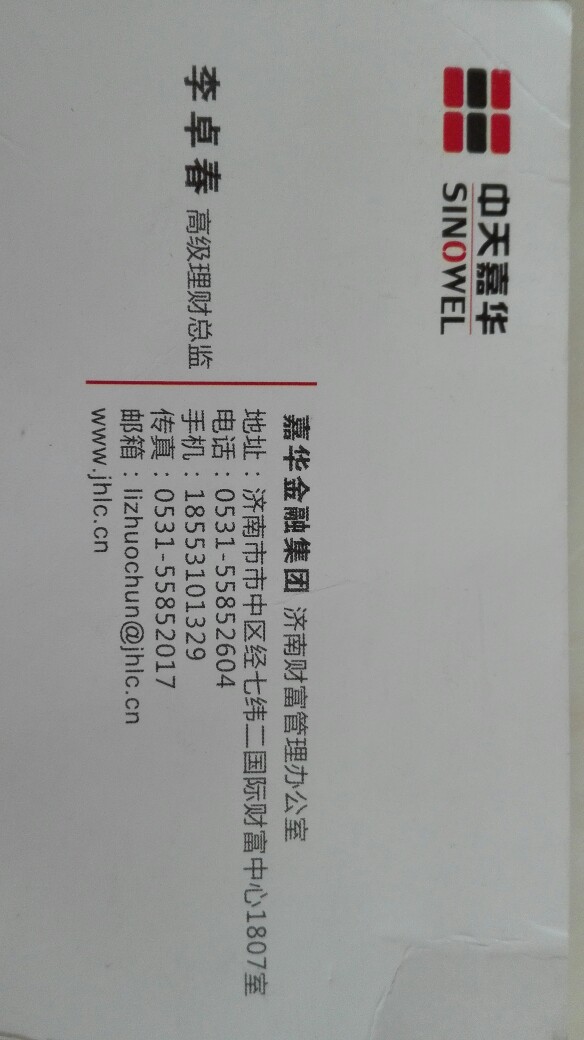 中天嘉华
SINOWEL
李卓春 高级理财总监
嘉华金融集团 济南财富管理办公室
地址：济南市市中区经七纬二国际财富中心1807室
电话：0531-55852604
手机：18553101329
传真：0531-55852017
邮箱：lizhuochun@jhlc.cn
www.jhlc.cn